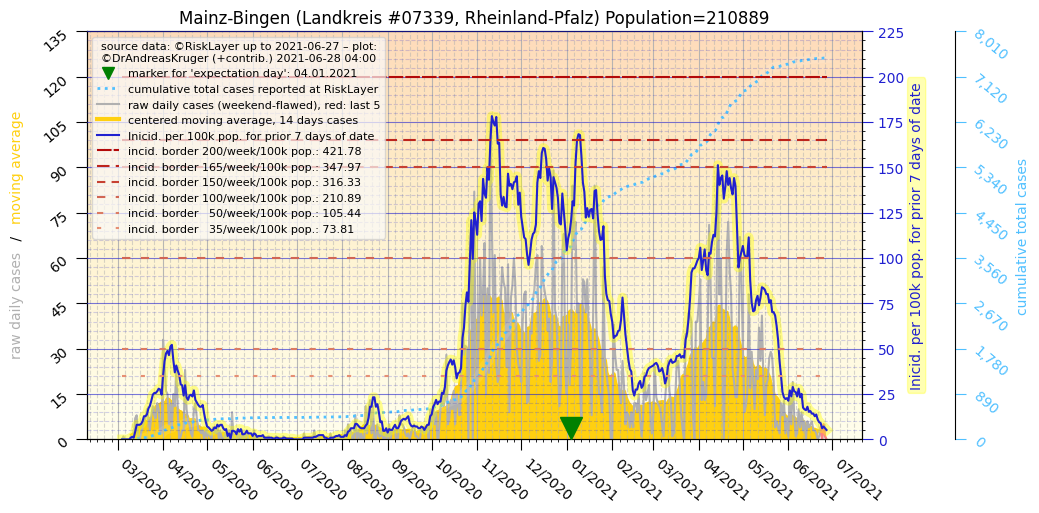 Mainz-Bingen (Landkreis #07339, Rheinland-Pfalz) Population=210889
source data: ©RiskLayer up to 2021-06-27 – plot:
©DrAndreasKruger (+contrib.) 2021-06-28 04:00
marker for 'expectation day': 04.01.2021
cumulative total cases reported at RiskLayer
raw daily cases (weekend-flawed), red: last 5
centered moving average, 14 days cases
Inicid. per 100k pop. for prior 7 days of date
incid. border 200/week/100k pop.: 421.78
incid. border 165/week/100k pop.: 347.97
incid. border 150/week/100k pop.: 316.33
incid. border 100/week/100k pop.: 210.89
incid. border   50/week/100k pop.: 105.44
incid. border   35/week/100k pop.: 73.81
raw daily cases / moving average
135
120
105
90
75
60
45
30
15
0
225
200
175
150
125
100
75
50
25
0
Inicid. per 100k pop. for prior 7 days of date
8,010
7,120
6,230
5,340
4,450
3,560
2,670
1,780
890
0
cumulative total cases
03/2020
04/2020
05/2020
06/2020
07/2020
08/2020
09/2020
10/2020
11/2020
12/2020
01/2021
02/2021
03/2021
04/2021
05/2021
06/2021
07/2021